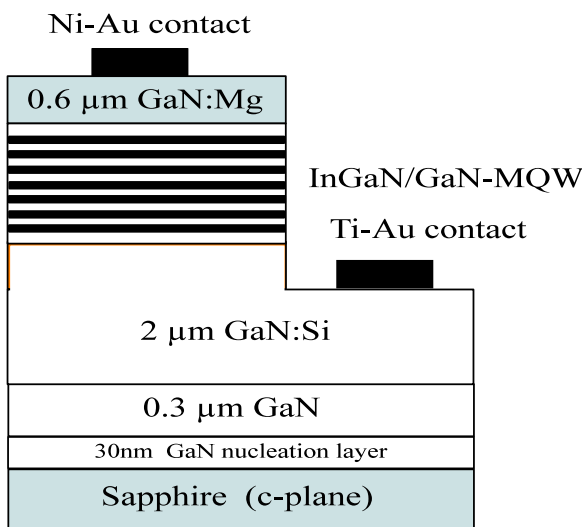 Ni-Au contact
0.6 µm GaN:Mg
InGaN/GaN-MQW
Ti-Au contact
2 µm GaN:Si
0.3 µm GaN
30nm GaN nucleation layer
Sapphire (c-plane)